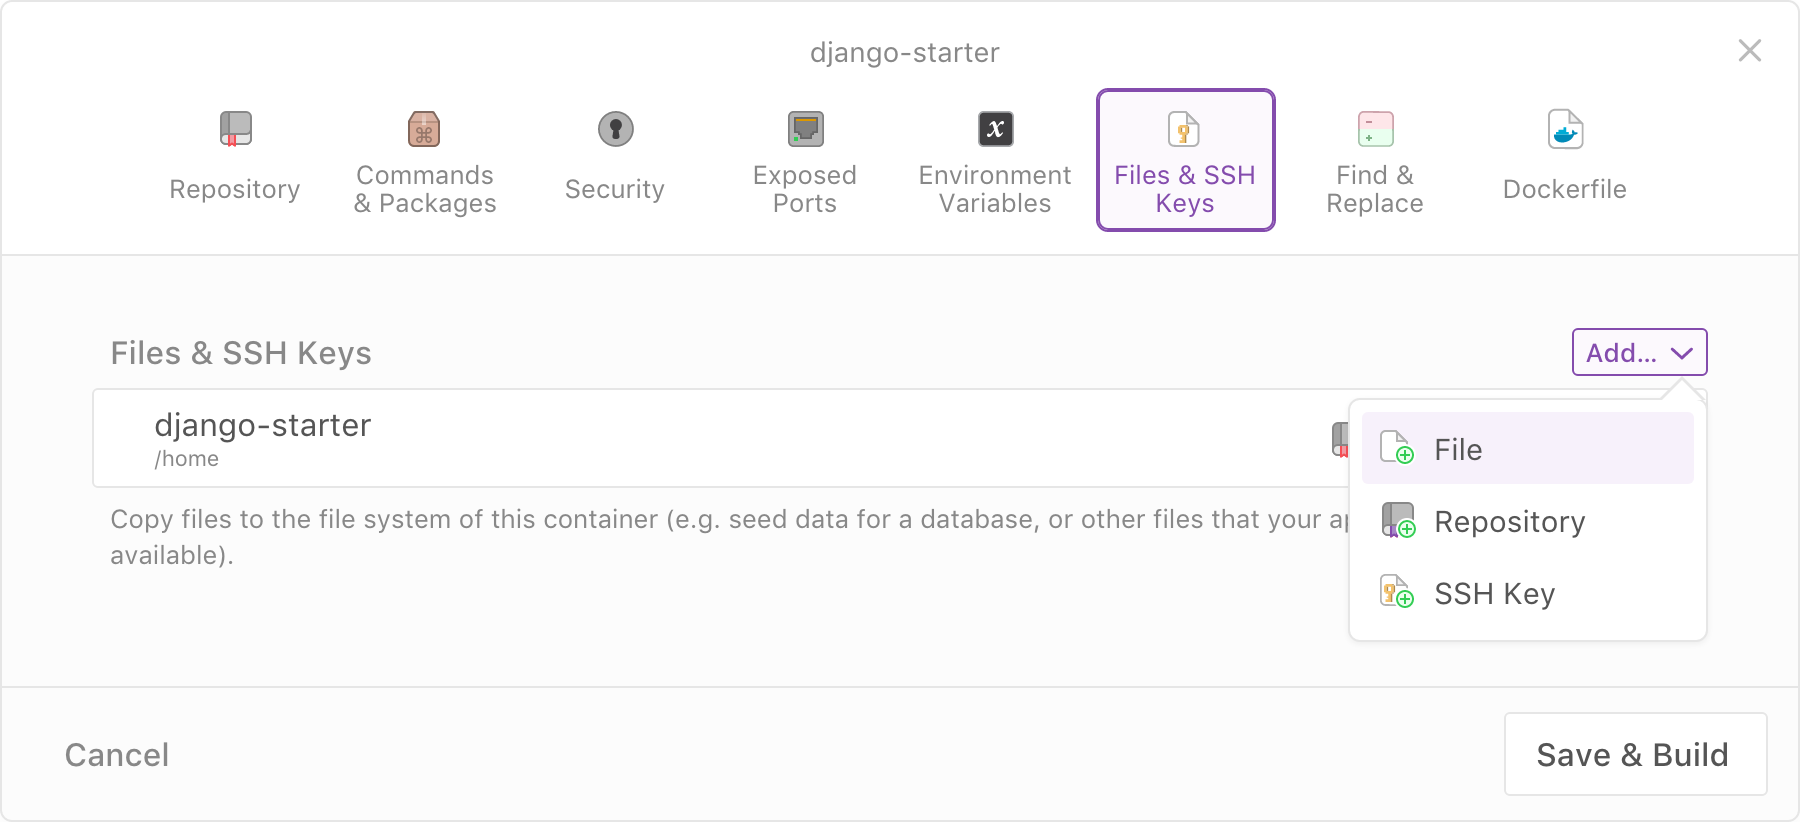 django-starter
Repository
Commands
& Packages
Security
Exposed
Ports
Environment
Variables
Files & SSH
Keys
Find &
Replace
Dockerfile
Files & SSH Keys
Add...
django-starter
/home
Copy files to the file system of this container (e.g. seed data for a database, or other files that your
available).
File
Repository
SSH Key
Cancel
Save & Build